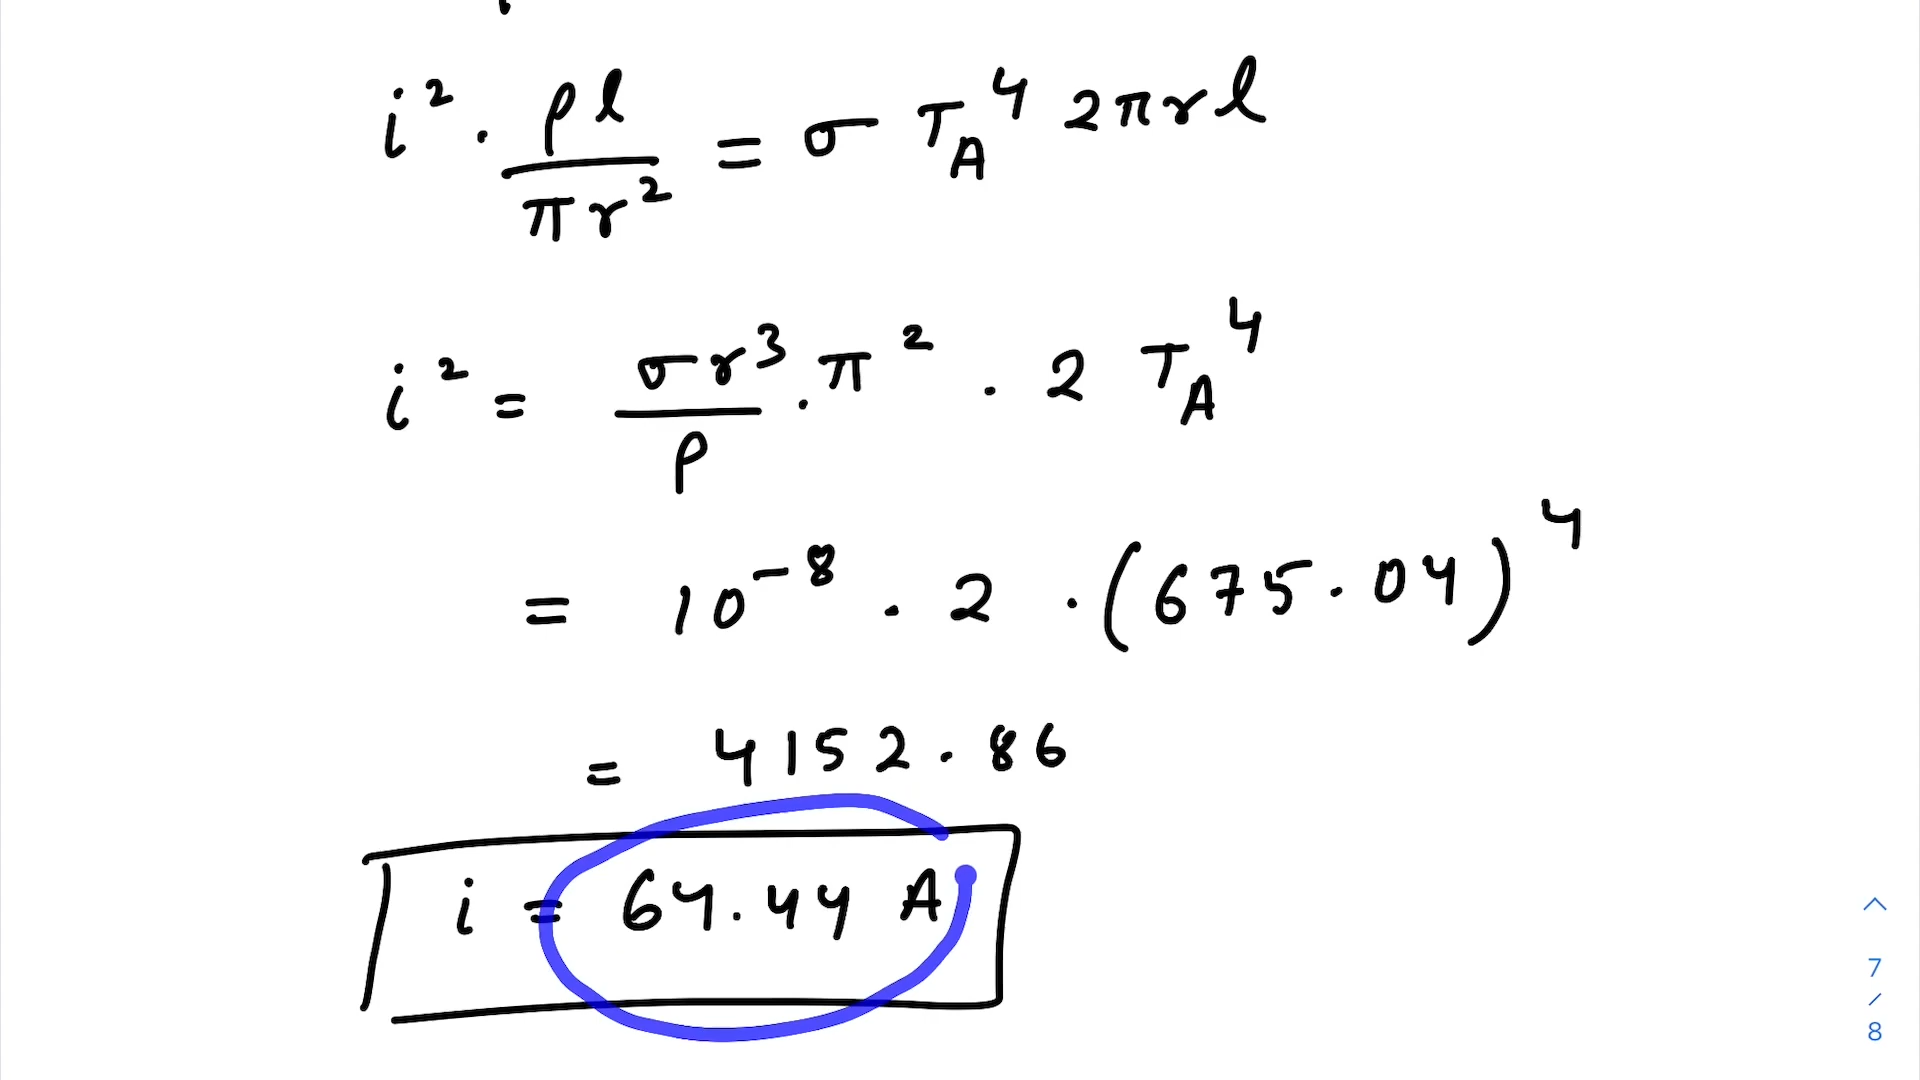 i² · ρl / πr² = σ T_A⁴ 2πrl
i² = σr³ / ρ · π² · 2 T_A⁴
= 10⁻⁸ · 2 · (675.04)⁴
= 4152.86
i = 64.44 A
7
/
8